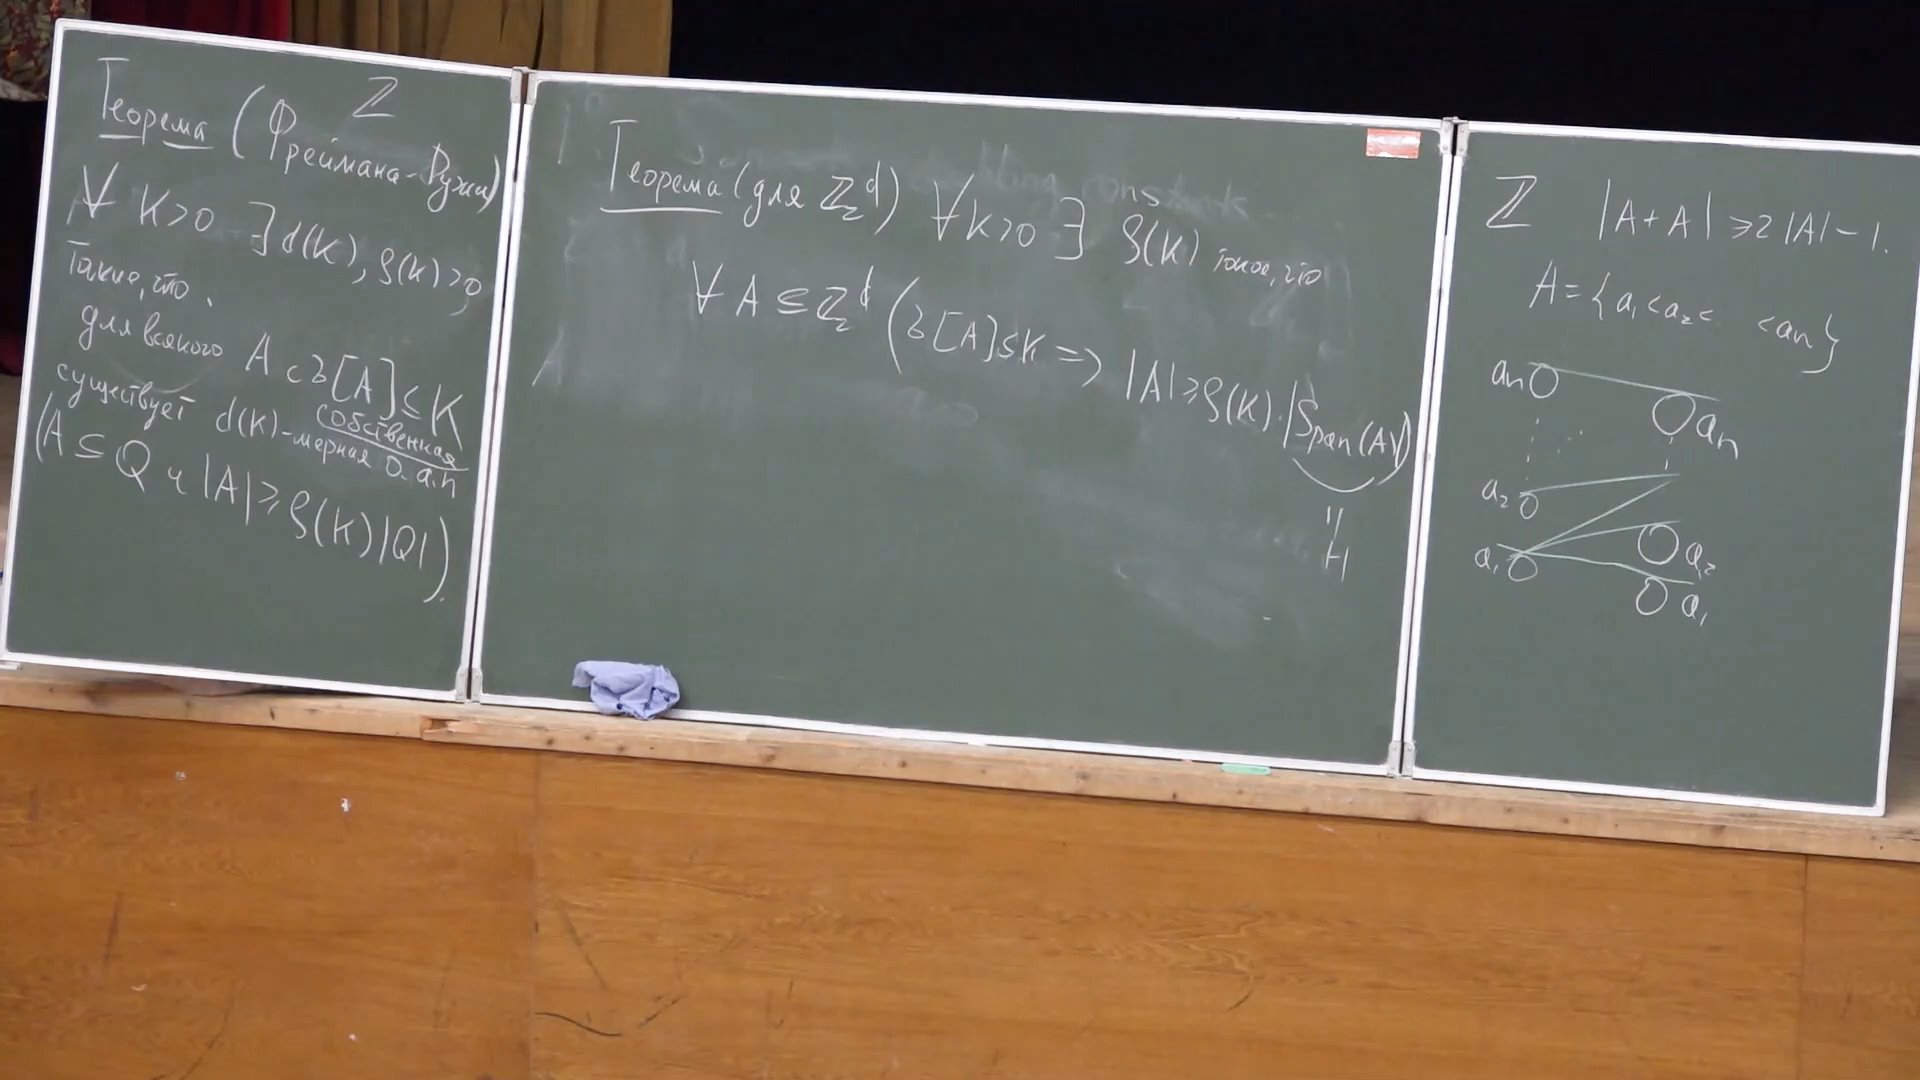 ℤ
Теорема (Фреймана-Ружи)
∀ K>0 ∃ d(K), ρ(K)>0,
такие, что
для всякого A с σ[A]≤K
существует d(K)-мерная собственная о.а.п
(A ⊆ Q и |A| ≥ ρ(K)|Q|).
Теорема (для ℤ₂ᵈ) ∀K>0 ∃ ρ(K) такое, что
∀ A ⊆ ℤ₂ᵈ (σ[A]≤K => |A| ≥ ρ(K)·|Span(A)|)
||
H
ℤ |A+A| ≥ 2|A|-1.
A = {a₁<a₂< <aₙ}
aₙ aₙ
a₂ a₂
a₁ a₁